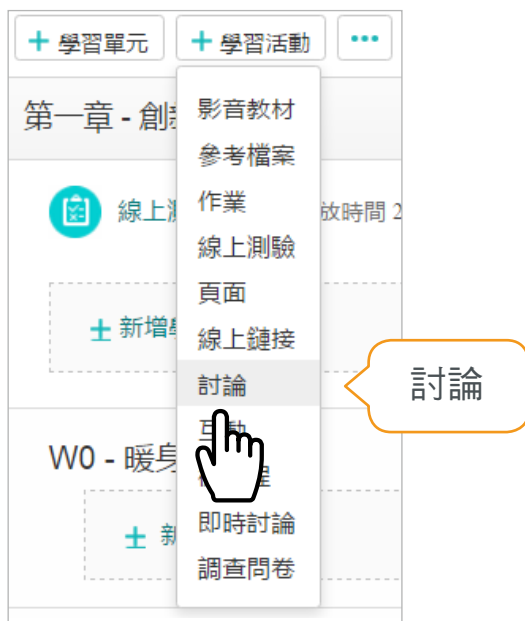 + 學習單元 + 學習活動 •••
第一章 - 創
影音教材
參考檔案
線上 作業 放時間 2
線上測驗
頁面
+ 新增
線上鏈接
討論 討論
W0 - 暖身
程
即時討論
調查問卷